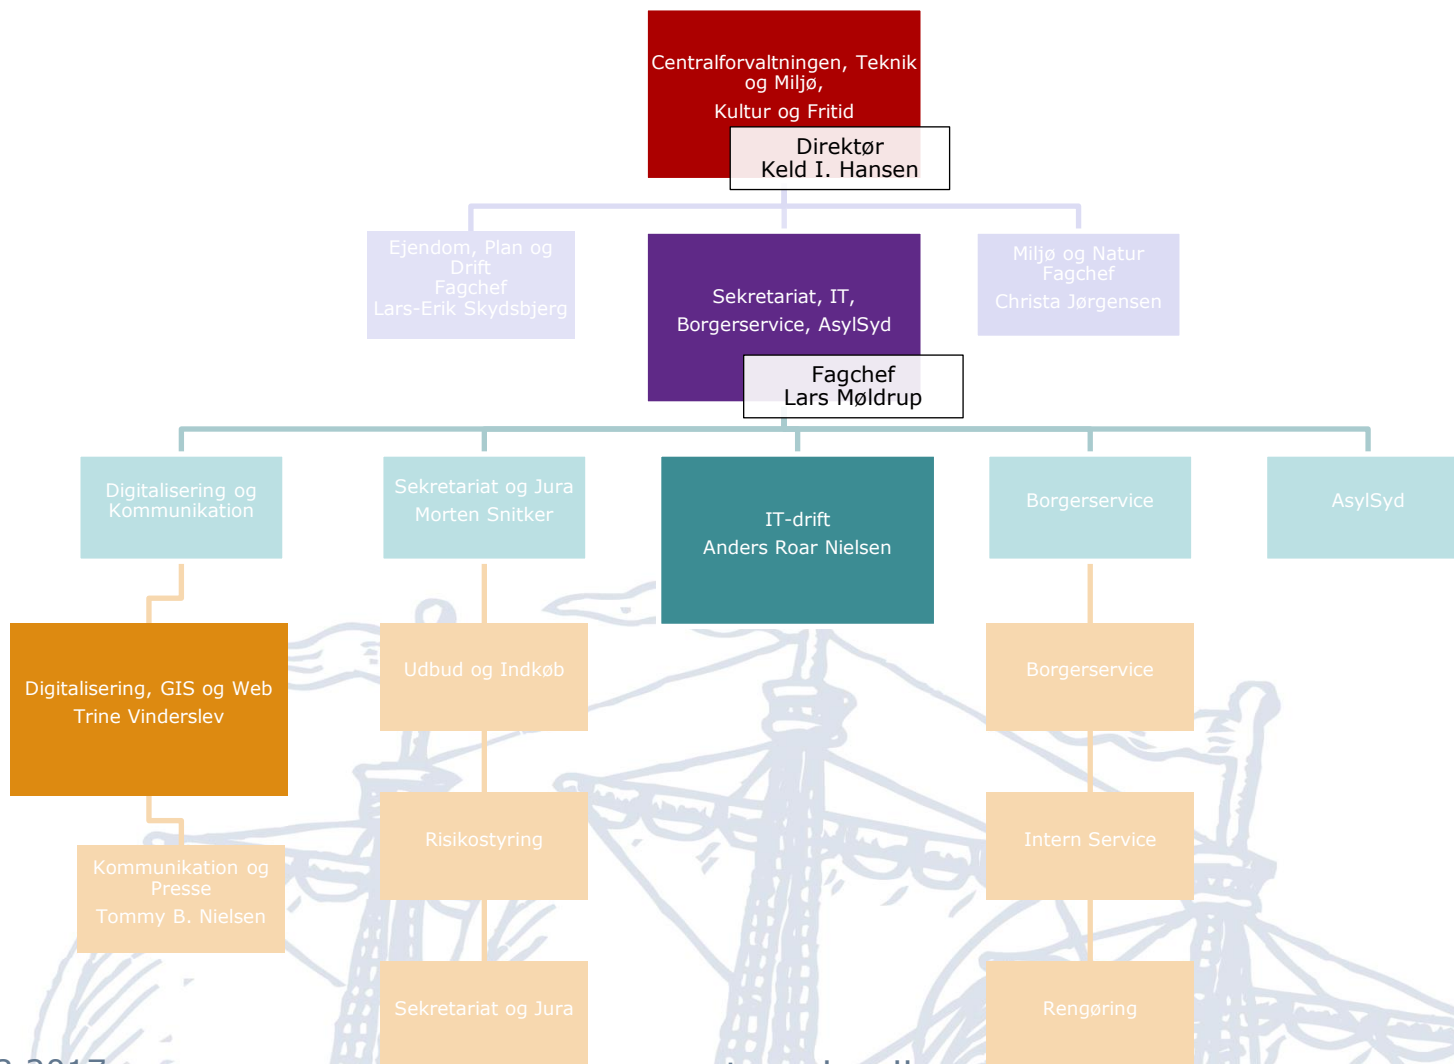 Centralforvaltningen, Teknik
og Miljø,
Kultur og Fritid
Direktør
Keld I. Hansen
Ejendom, Plan og
Drift
Fagchef
Lars-Erik Skydsbjerg
Sekretariat, IT,
Borgerservice, AsylSyd
Fagchef
Lars Møldrup
Miljø og Natur
Fagchef
Christa Jørgensen
Digitalisering og
Kommunikation
Sekretariat og Jura
Morten Snitker
IT-drift
Anders Roar Nielsen
Borgerservice
AsylSyd
Digitalisering, GIS og Web
Trine Vinderslev
Udbud og Indkøb
Borgerservice
Risikostyring
Intern Service
Kommunikation og
Presse
Tommy B. Nielsen
Sekretariat og Jura
Rengøring
2017